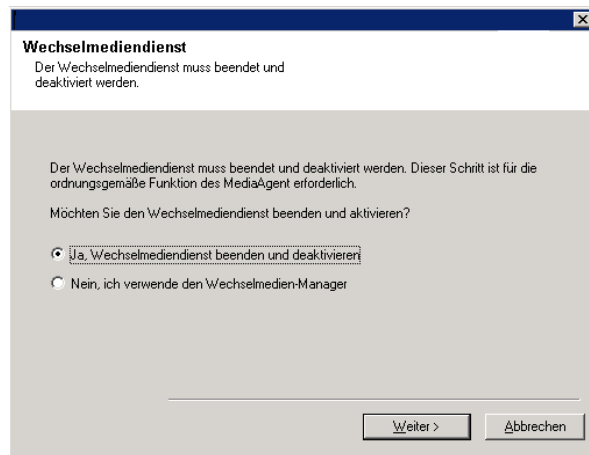 Wechselmediendienst
Der Wechselmediendienst muss beendet und
deaktiviert werden.
Der Wechselmediendienst muss beendet und deaktiviert werden. Dieser Schritt ist für die
ordnungsgemäße Funktion des MediaAgent erforderlich.
Möchten Sie den Wechselmediendienst beenden und aktivieren?
Ja, Wechselmediendienst beenden und deaktivieren
Nein, ich verwende den Wechselmedien-Manager
Weiter >
Abbrechen